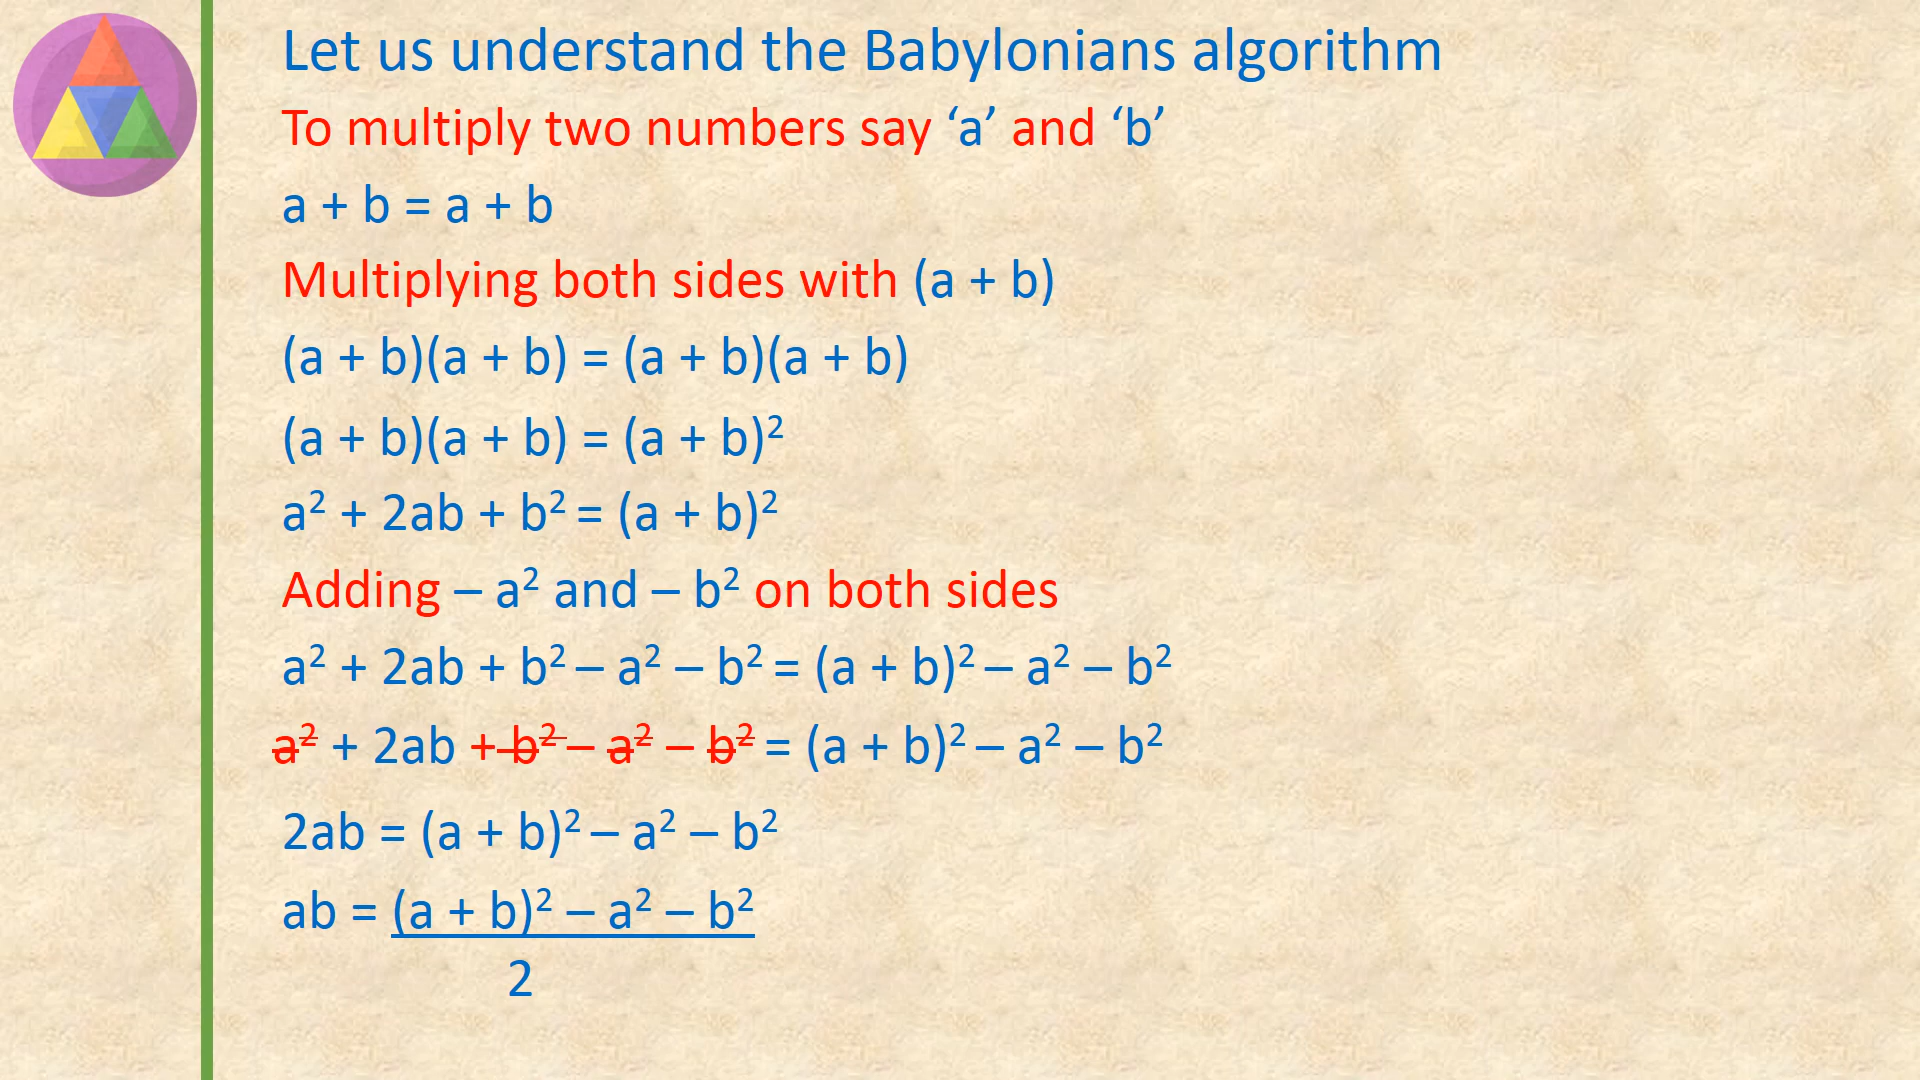 Let us understand the Babylonians algorithm
To multiply two numbers say ‘a’ and ‘b’
a + b = a + b
Multiplying both sides with (a + b)
(a + b)(a + b) = (a + b)(a + b)
(a + b)(a + b) = (a + b)²
a² + 2ab + b² = (a + b)²
Adding – a² and – b² on both sides
a² + 2ab + b² – a² – b² = (a + b)² – a² – b²
a² + 2ab + b² – a² – b² = (a + b)² – a² – b²
2ab = (a + b)² – a² – b²
ab = (a + b)² – a² – b²
2